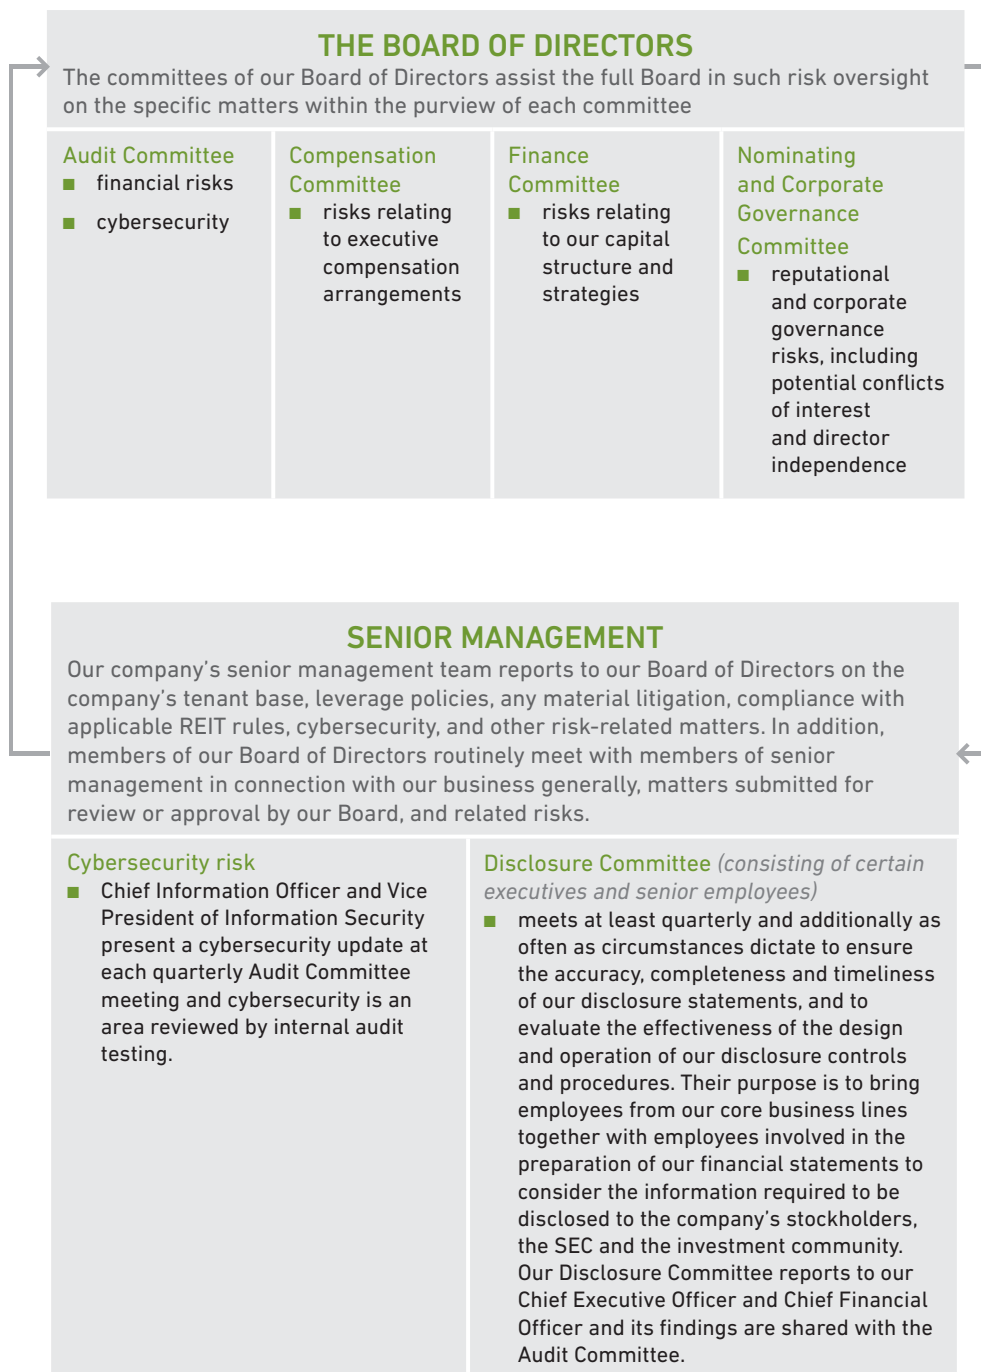 THE BOARD OF DIRECTORS
The committees of our Board of Directors assist the full Board in such risk oversight
on the specific matters within the purview of each committee
Audit Committee
■ financial risks
■ cybersecurity
Compensation
Committee
■ risks relating
to executive
compensation
arrangements
Finance
Committee
■ risks relating
to our capital
structure and
strategies
Nominating
and Corporate
Governance
Committee
■ reputational
and corporate
governance
risks, including
potential conflicts
of interest
and director
independence
SENIOR MANAGEMENT
Our company’s senior management team reports to our Board of Directors on the
company’s tenant base, leverage policies, any material litigation, compliance with
applicable REIT rules, cybersecurity, and other risk-related matters. In addition,
members of our Board of Directors routinely meet with members of senior
management in connection with our business generally, matters submitted for
review or approval by our Board, and related risks.
Cybersecurity risk
■ Chief Information Officer and Vice
President of Information Security
present a cybersecurity update at
each quarterly Audit Committee
meeting and cybersecurity is an
area reviewed by internal audit
testing.
Disclosure Committee (consisting of certain
executives and senior employees)
■ meets at least quarterly and additionally as
often as circumstances dictate to ensure
the accuracy, completeness and timeliness
of our disclosure statements, and to
evaluate the effectiveness of the design
and operation of our disclosure controls
and procedures. Their purpose is to bring
employees from our core business lines
together with employees involved in the
preparation of our financial statements to
consider the information required to be
disclosed to the company’s stockholders,
the SEC and the investment community.
Our Disclosure Committee reports to our
Chief Executive Officer and Chief Financial
Officer and its findings are shared with the
Audit Committee.